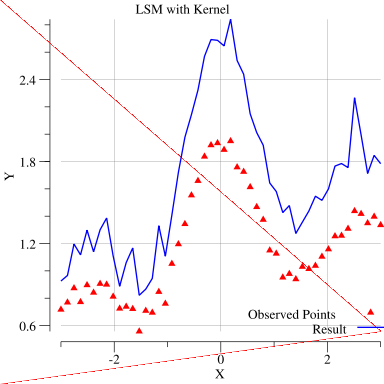 LSM with Kernel
2.4
1.8
Y
1.2
0.6
Observed Points
Result
-2
0
2
X